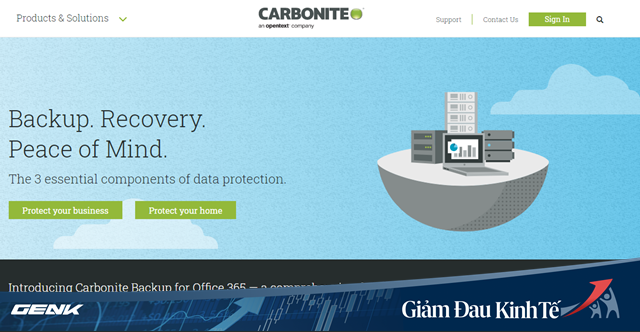 Products & Solutions
CARBONITE
an opentext company
Support
Contact Us
Sign In
Backup. Recovery.
Peace of Mind.
The 3 essential components of data protection.
Protect your business
Protect your home
Introducing Carbonite Backup for Office 365 — a
GENK
Giảm Đau Kinh Tế